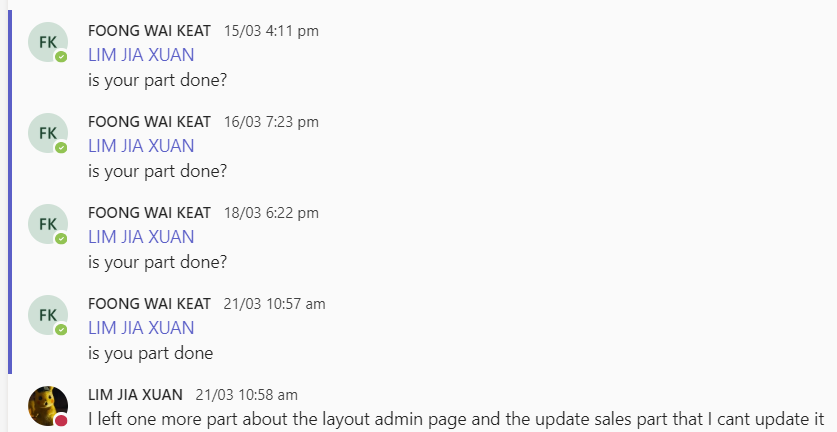 FK
FOONG WAI KEAT 15/03 4:11 pm
LIM JIA XUAN
is your part done?
FK
FOONG WAI KEAT 16/03 7:23 pm
LIM JIA XUAN
is your part done?
FK
FOONG WAI KEAT 18/03 6:22 pm
LIM JIA XUAN
is your part done?
FK
FOONG WAI KEAT 21/03 10:57 am
LIM JIA XUAN
is you part done
LIM JIA XUAN 21/03 10:58 am
I left one more part about the layout admin page and the update sales part that I cant update it